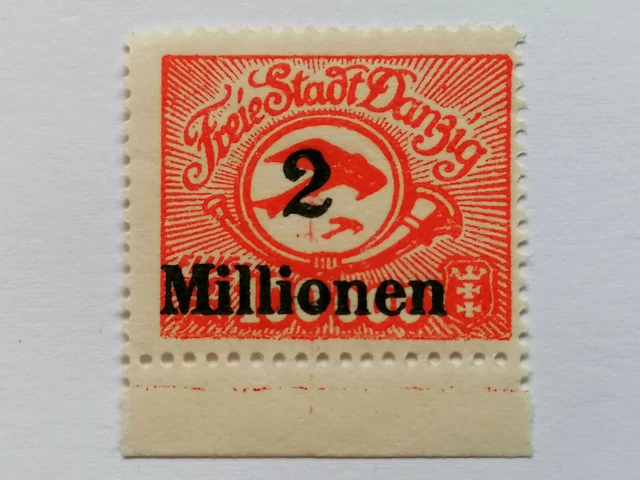 Freie Stadt Danzig
2
Millionen